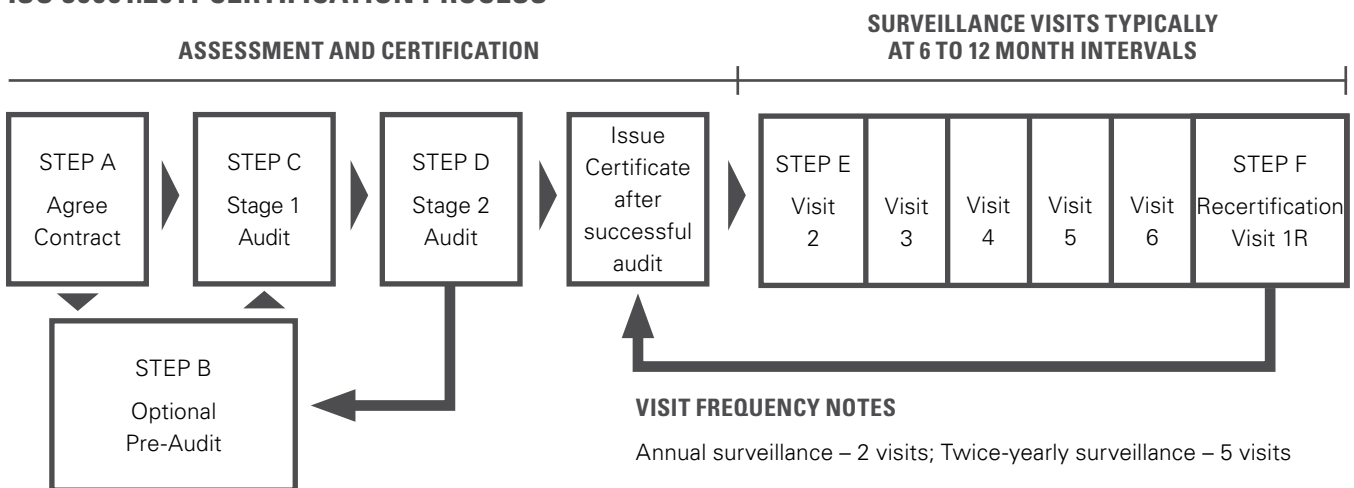 ASSESSMENT AND CERTIFICATION
SURVEILLANCE VISITS TYPICALLY
AT 6 TO 12 MONTH INTERVALS
STEP A
Agree
Contract
STEP C
Stage 1
Audit
STEP D
Stage 2
Audit
Issue
Certificate
after
successful
audit
STEP E
Visit
2
Visit
3
Visit
4
Visit
5
Visit
6
STEP F
Recertification
Visit 1R
STEP B
Optional
Pre-Audit
VISIT FREQUENCY NOTES
Annual surveillance – 2 visits; Twice-yearly surveillance – 5 visits